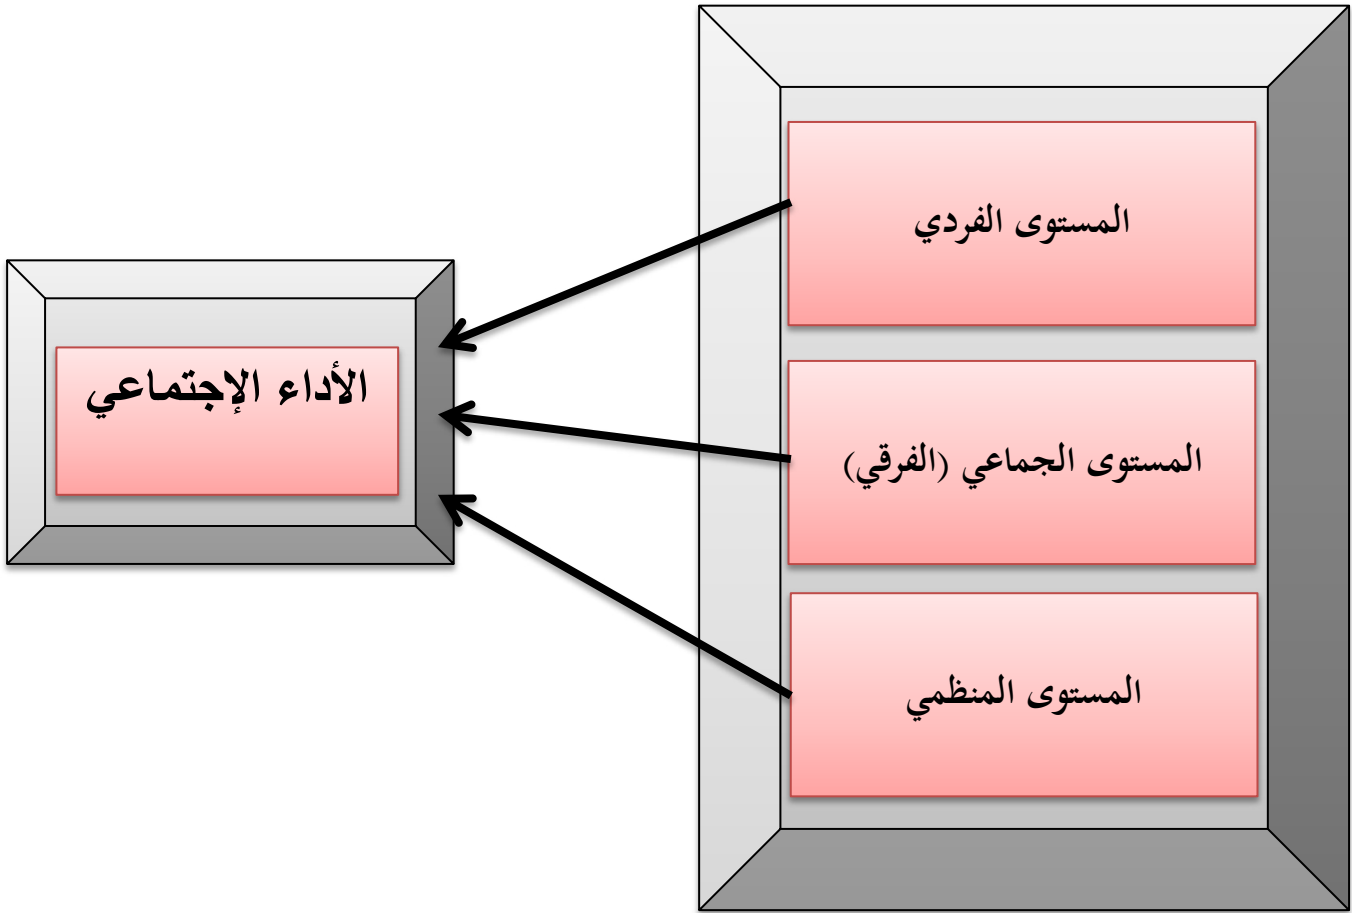 المستوى الفردي
المستوى الجماعي (الفرقي)
المستوى المنظمي
الأداء الإجتماعي